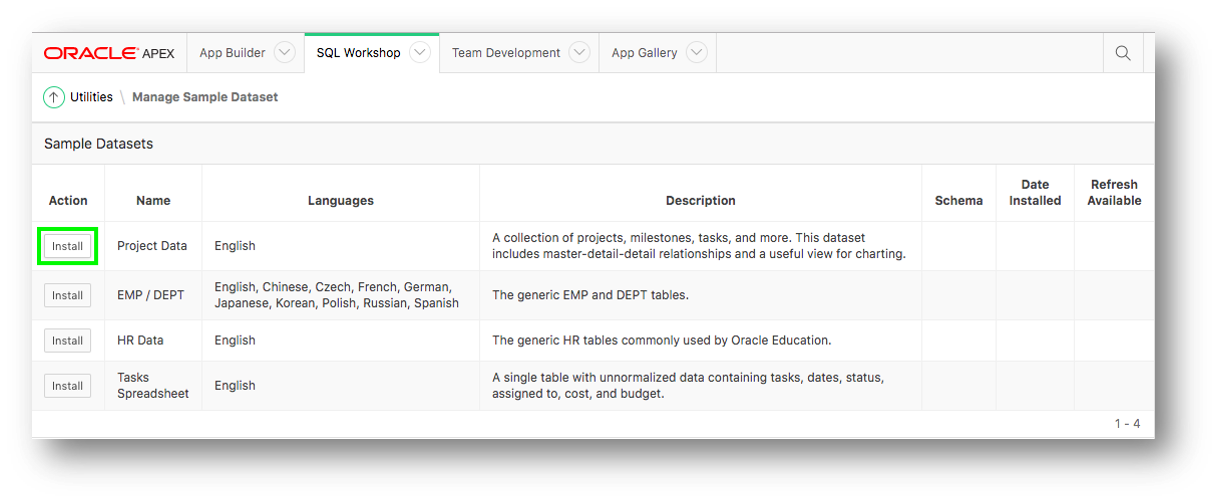 ORACLE APEX App Builder SQL Workshop Team Development App Gallery
Utilities \ Manage Sample Dataset
Sample Datasets
Action Name Languages Description Schema Date Installed Refresh Available
Install Project Data English A collection of projects, milestones, tasks, and more. This dataset
includes master-detail-detail relationships and a useful view for charting.
Install EMP / DEPT English, Chinese, Czech, French, German,
Japanese, Korean, Polish, Russian, Spanish
The generic EMP and DEPT tables.
Install HR Data English The generic HR tables commonly used by Oracle Education.
Install Tasks
Spreadsheet
English A single table with unnormalized data containing tasks, dates, status,
assigned to, cost, and budget.
1 - 4